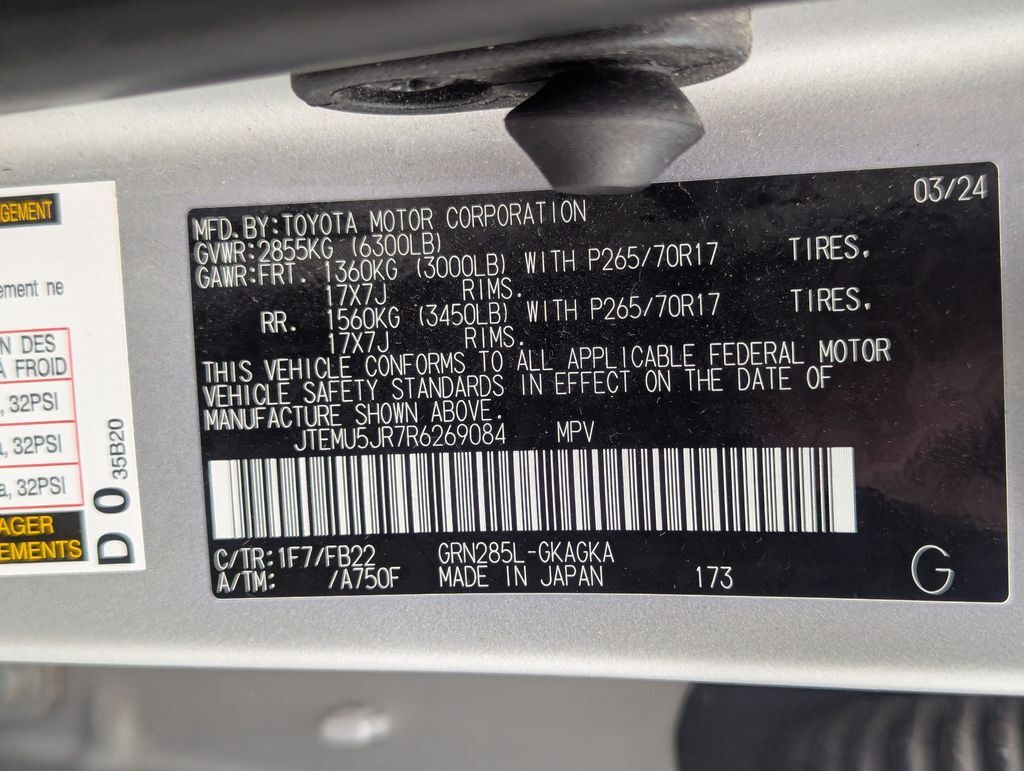 GEMENT
ement ne
N DES
À FROID
, 32PSI
a, 32PSI
a, 32PSI
AGER
EMENTS
D 0 35B20
03/24
MFD.BY:TOYOTA MOTOR CORPORATION
GVWR:2855KG (6300LB)
GAWR:FRT. 1360KG (3000LB) WITH P265/70R17 TIRES,
17X7J RIMS.
RR. 1560KG (3450LB) WITH P265/70R17 TIRES,
17X7J RIMS.
THIS VEHICLE CONFORMS TO ALL APPLICABLE FEDERAL MOTOR
VEHICLE SAFETY STANDARDS IN EFFECT ON THE DATE OF
MANUFACTURE SHOWN ABOVE.
JTEMU5JR7R6269084 MPV
C/TR:1F7/FB22 GRN285L-GKAGKA
A/TM: /A750F MADE IN JAPAN 173
G